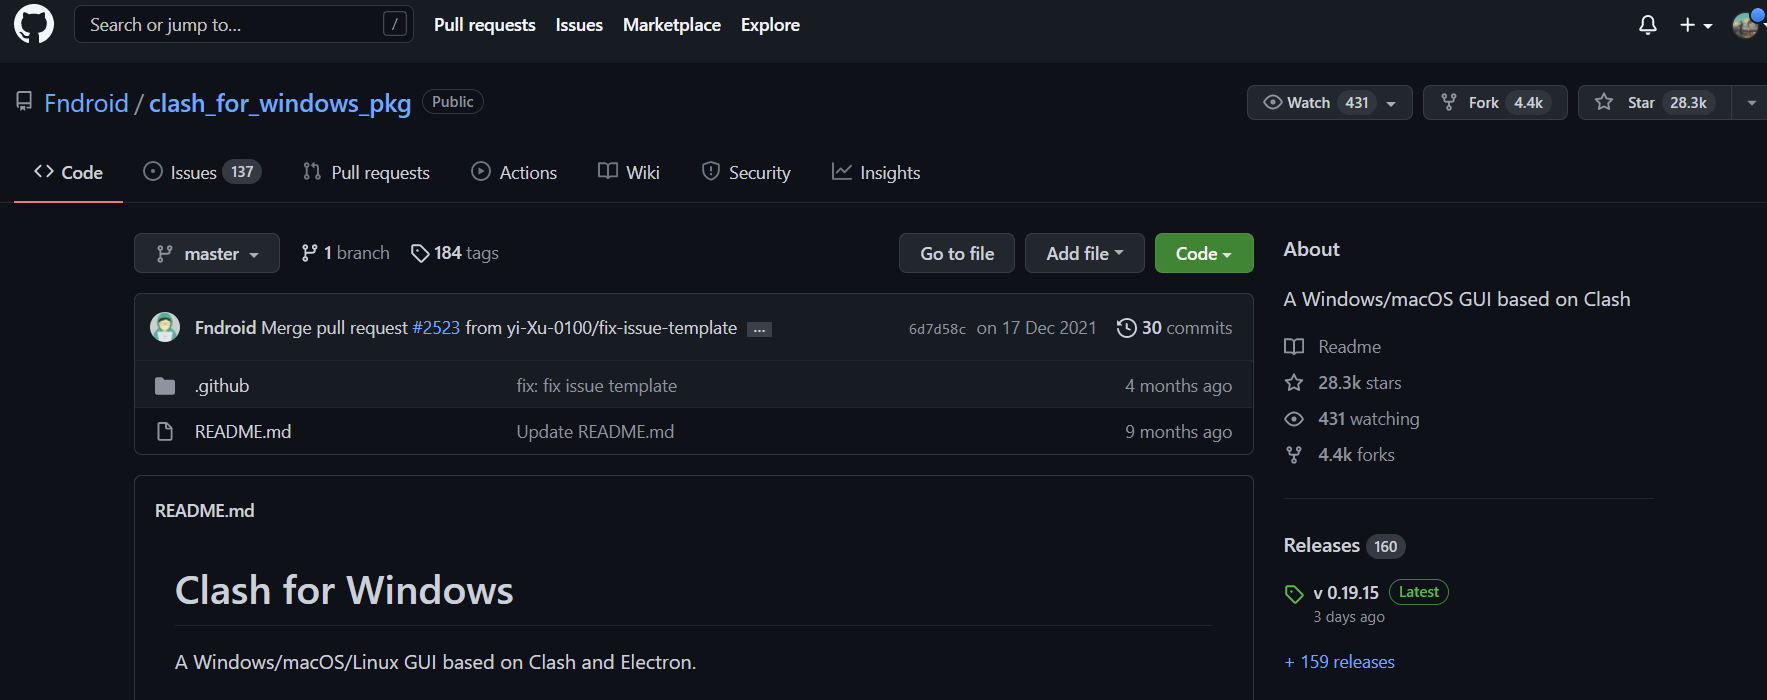 Search or jump to... /
Pull requests Issues Marketplace Explore
Fndroid / clash_for_windows_pkg Public
Watch 431 Fork 4.4k Star 28.3k
Code Issues 137 Pull requests Actions Wiki Security Insights
master 1 branch 184 tags Go to file Add file Code
Fndroid Merge pull request #2523 from yi-Xu-0100/fix-issue-template ... 6d7d58c on 17 Dec 2021 30 commits
.github fix: fix issue template 4 months ago
README.md Update README.md 9 months ago
README.md
Clash for Windows
A Windows/macOS/Linux GUI based on Clash and Electron.
About
A Windows/macOS GUI based on Clash
Readme
28.3k stars
431 watching
4.4k forks
Releases 160
v 0.19.15 Latest
3 days ago
+ 159 releases